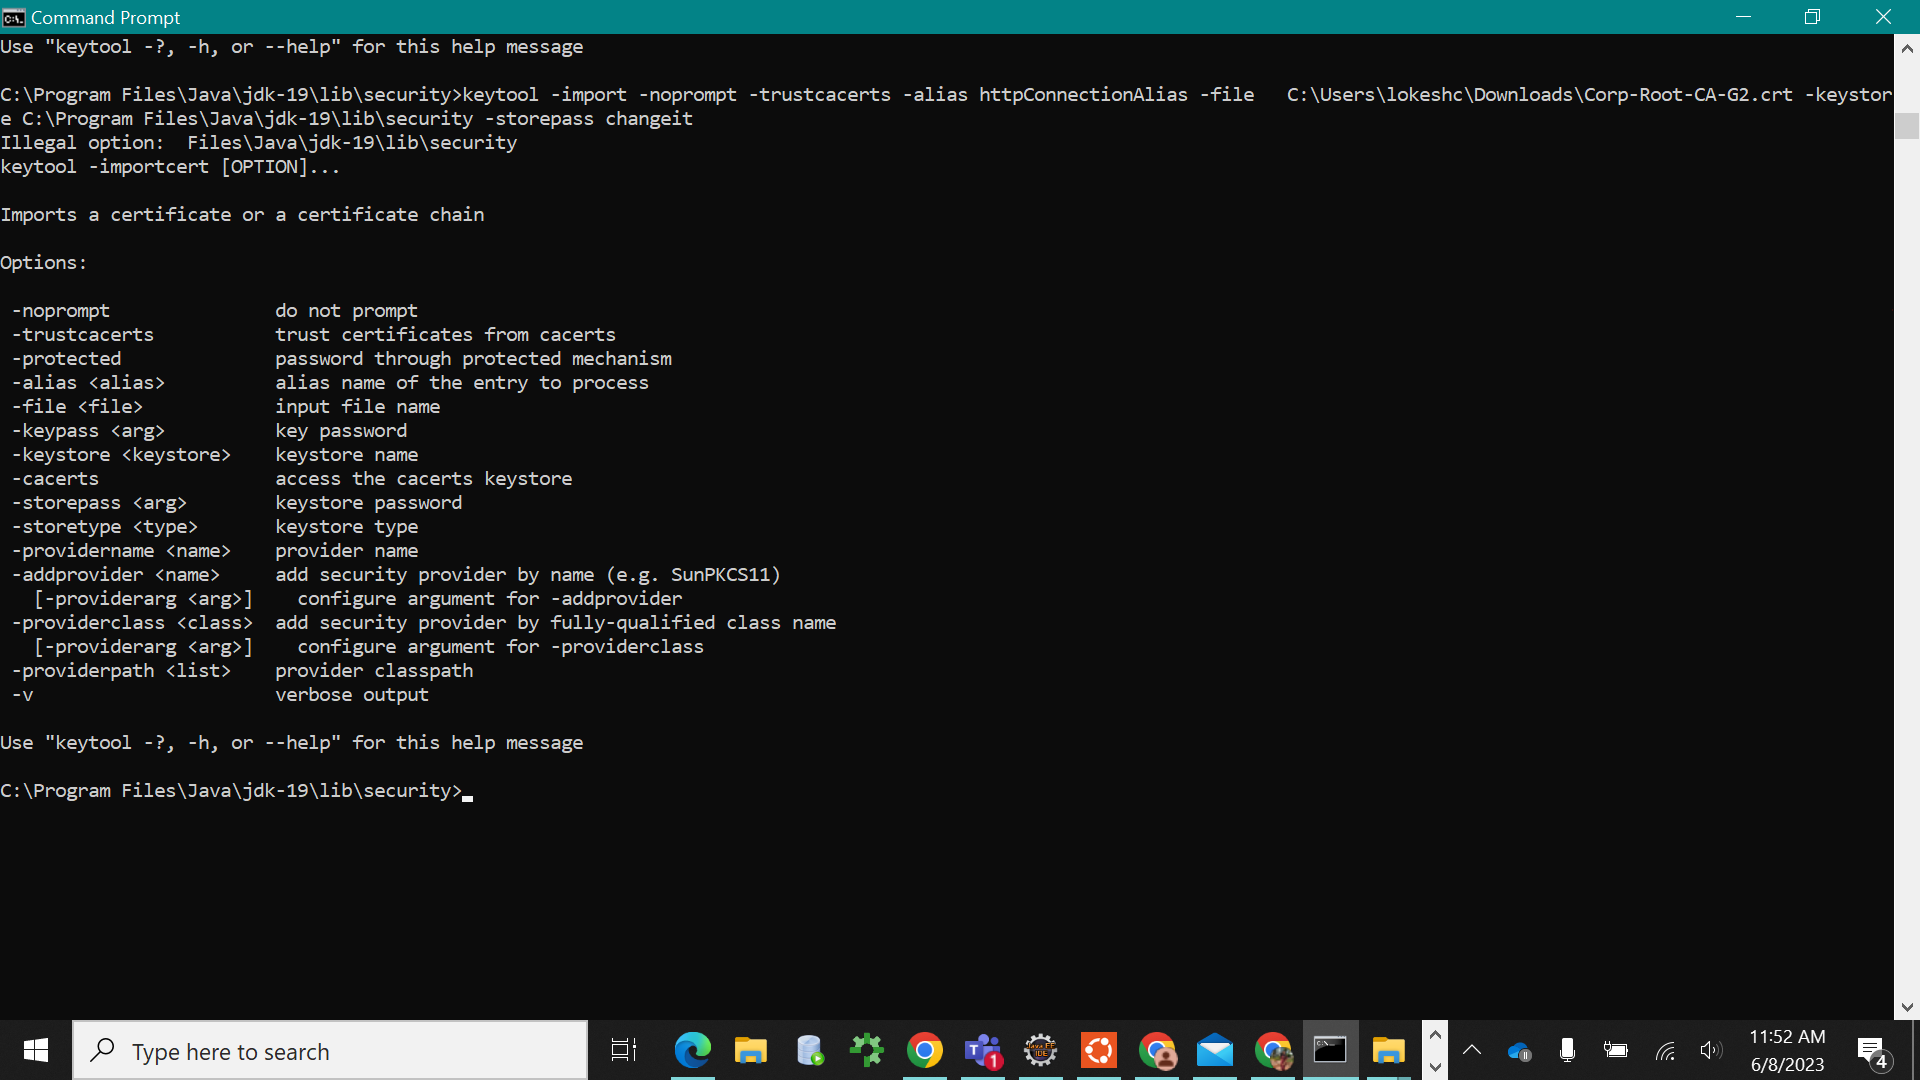 Command Prompt
Use "keytool -?, -h, or --help" for this help message
C:\Program Files\Java\jdk-19\lib\security>keytool -import -noprompt -trustcacerts -alias httpConnectionAlias -file   C:\Users\lokeshc\Downloads\Corp-Root-CA-G2.crt -keystor
e C:\Program Files\Java\jdk-19\lib\security -storepass changeit
Illegal option:  Files\Java\jdk-19\lib\security
keytool -importcert [OPTION]...
Imports a certificate or a certificate chain
Options:
-noprompt               do not prompt
-trustcacerts           trust certificates from cacerts
-protected              password through protected mechanism
-alias <alias>          alias name of the entry to process
-file <file>            input file name
-keypass <arg>          key password
-keystore <keystore>    keystore name
-cacerts                access the cacerts keystore
-storepass <arg>        keystore password
-storetype <type>       keystore type
-providername <name>    provider name
-addprovider <name>     add security provider by name (e.g. SunPKCS11)
[-providerarg <arg>]    configure argument for -addprovider
-providerclass <class>  add security provider by fully-qualified class name
[-providerarg <arg>]    configure argument for -providerclass
-providerpath <list>    provider classpath
-v                      verbose output
Use "keytool -?, -h, or --help" for this help message
C:\Program Files\Java\jdk-19\lib\security>
Type here to search
1
Java EE
IDE
11:52 AM
6/8/2023
4